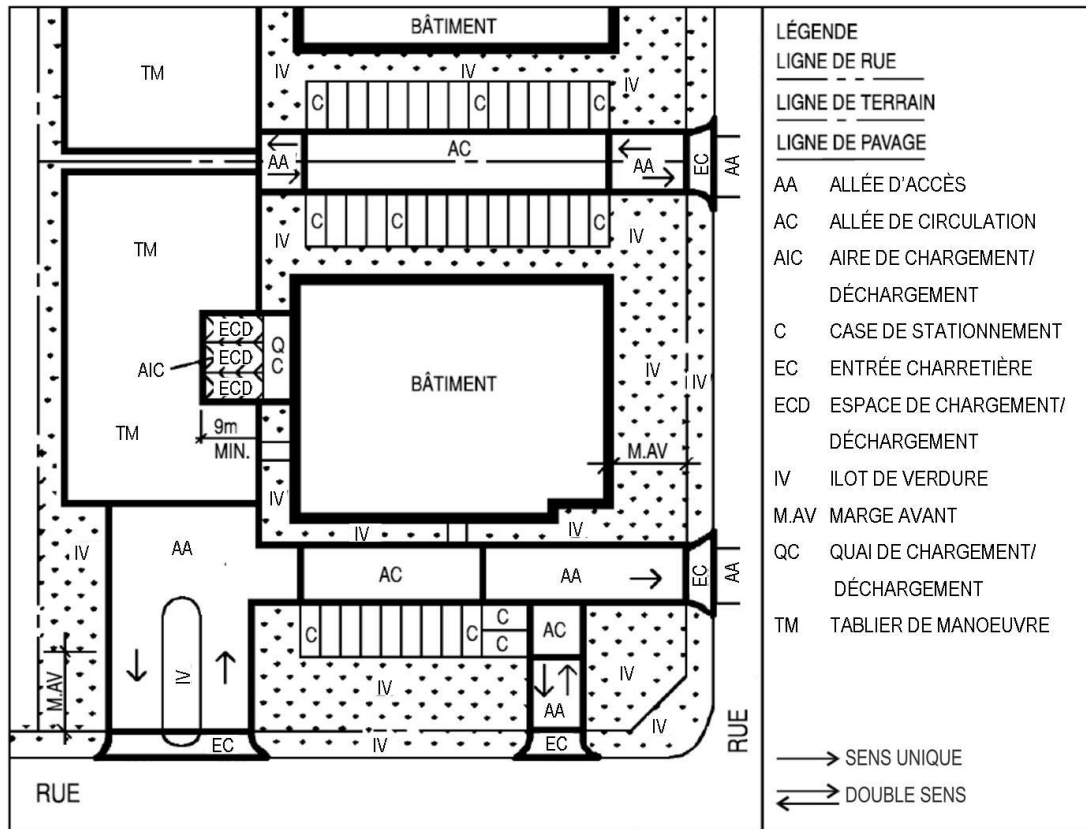 BÂTIMENT
TM
IV
IV
IV
C
C
C
AA
AC
AA
EC
AA
C
C
C
IV
IV
TM
ECD
ECD
ECD
Q
C
AIC
BÂTIMENT
IV
IV
TM
9m
MIN.
M.AV
IV
IV
IV
AA
IV
AC
AA
EC
AA
C
C
C
C
AC
IV
IV
IV
M.AV
IV
AA
IV
EC
IV
EC
RUE
RUE
LÉGENDE
LIGNE DE RUE
LIGNE DE TERRAIN
LIGNE DE PAVAGE
AA ALLÉE D'ACCÈS
AC ALLÉE DE CIRCULATION
AIC AIRE DE CHARGEMENT/
DÉCHARGEMENT
C CASE DE STATIONNEMENT
EC ENTRÉE CHARRETIÈRE
ECD ESPACE DE CHARGEMENT/
DÉCHARGEMENT
IV ILOT DE VERDURE
M.AV MARGE AVANT
QC QUAI DE CHARGEMENT/
DÉCHARGEMENT
TM TABLIER DE MANOEUVRE
SENS UNIQUE
DOUBLE SENS